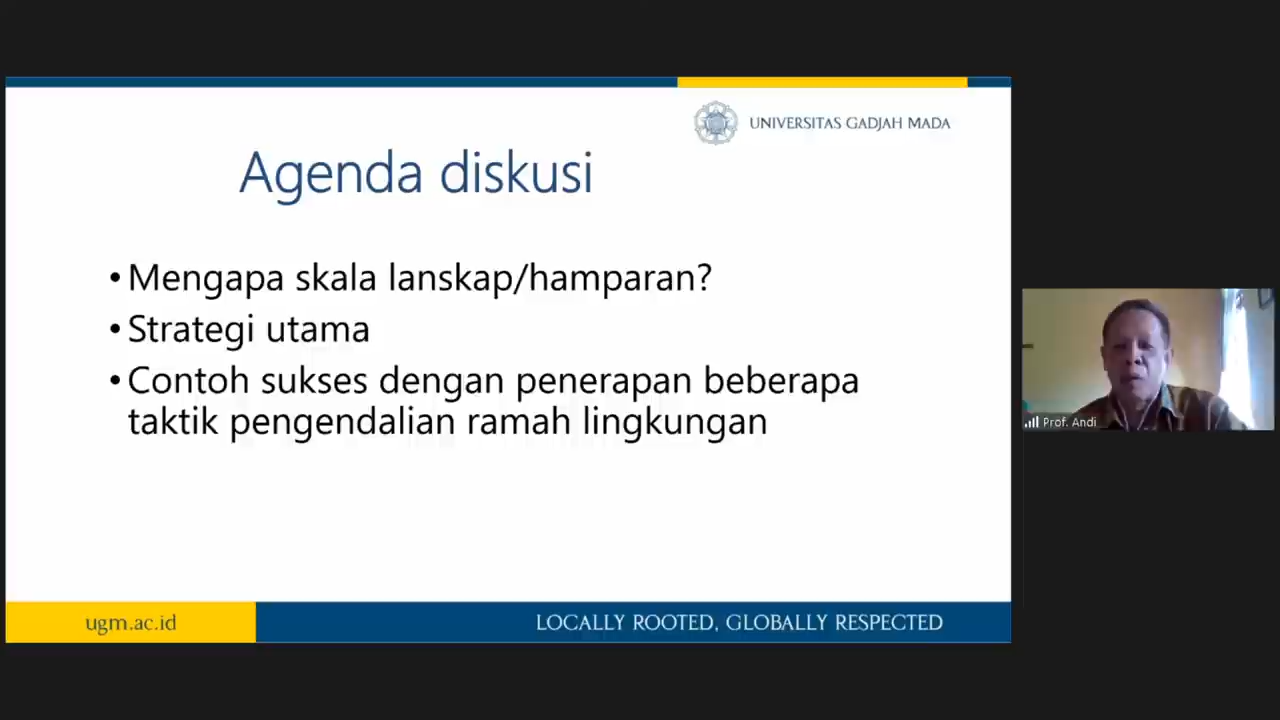 UNIVERSITAS GADJAH MADA
Agenda diskusi
• Mengapa skala lanskap/hamparan?
• Strategi utama
• Contoh sukses dengan penerapan beberapa
taktik pengendalian ramah lingkungan
Prof. Andi
ugm.ac.id
LOCALLY ROOTED, GLOBALLY RESPECTED